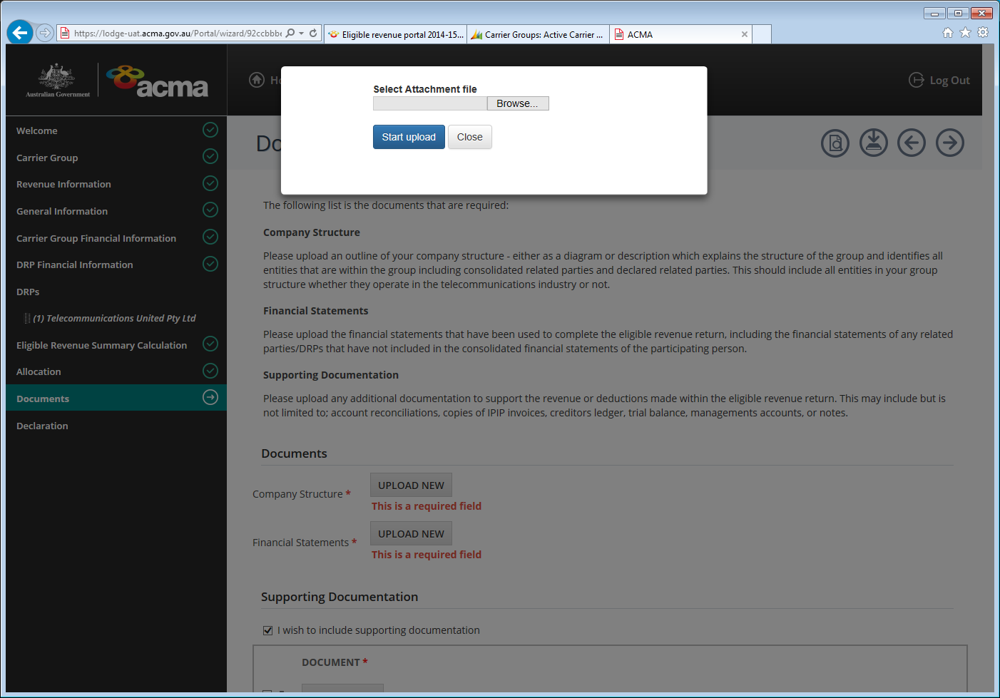 https://lodge-uat.acma.gov.au/Portal/wizard/92ccbbbe
Eligible revenue portal 2014-15...
Carrier Groups: Active Carrier ...
ACMA
Australian Government
acma
Log Out
Select Attachment file
Browse...
Start upload
Close
Welcome
Carrier Group
Revenue Information
General Information
Carrier Group Financial Information
DRP Financial Information
DRPs
(1) Telecommunications United Pty Ltd
Eligible Revenue Summary Calculation
Allocation
Documents
Declaration
The following list is the documents that are required:
Company Structure
Please upload an outline of your company structure - either as a diagram or description which explains the structure of the group and identifies all
entities that are within the group including consolidated related parties and declared related parties. This should include all entities in your group
structure whether they operate in the telecommunications industry or not.
Financial Statements
Please upload the financial statements that have been used to complete the eligible revenue return, including the financial statements of any related
parties/DRPs that have not included in the consolidated financial statements of the participating person.
Supporting Documentation
Please upload any additional documentation to support the revenue or deductions made within the eligible revenue return. This may include but is
not limited to; account reconciliations, copies of IPIP invoices, creditors ledger, trial balance, managements accounts, or notes.
Documents
Company Structure *
UPLOAD NEW
This is a required field
Financial Statements *
UPLOAD NEW
This is a required field
Supporting Documentation
I wish to include supporting documentation
DOCUMENT *